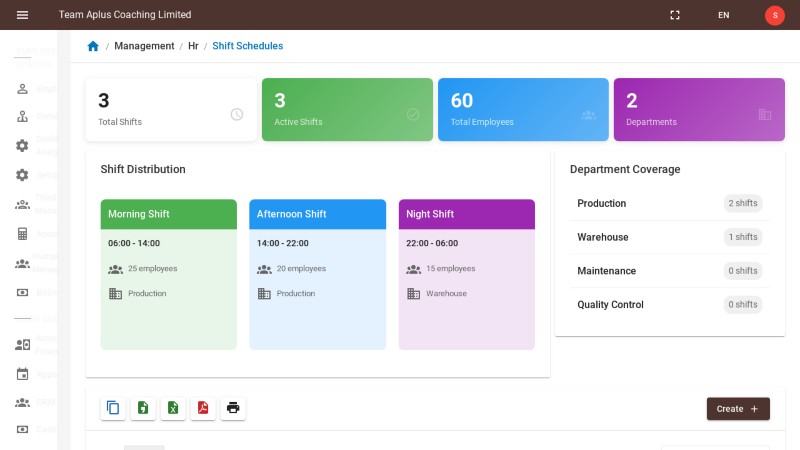 Team Aplus Coaching Limited
EN
S
/ Management / Hr / Shift Schedules
3
Total Shifts
3
Active Shifts
60
Total Employees
2
Departments
Shift Distribution
Morning Shift
06:00 - 14:00
25 employees
Production
Afternoon Shift
14:00 - 22:00
20 employees
Production
Night Shift
22:00 - 06:00
15 employees
Warehouse
Department Coverage
Production
2 shifts
Warehouse
1 shifts
Maintenance
0 shifts
Quality Control
0 shifts
Create +